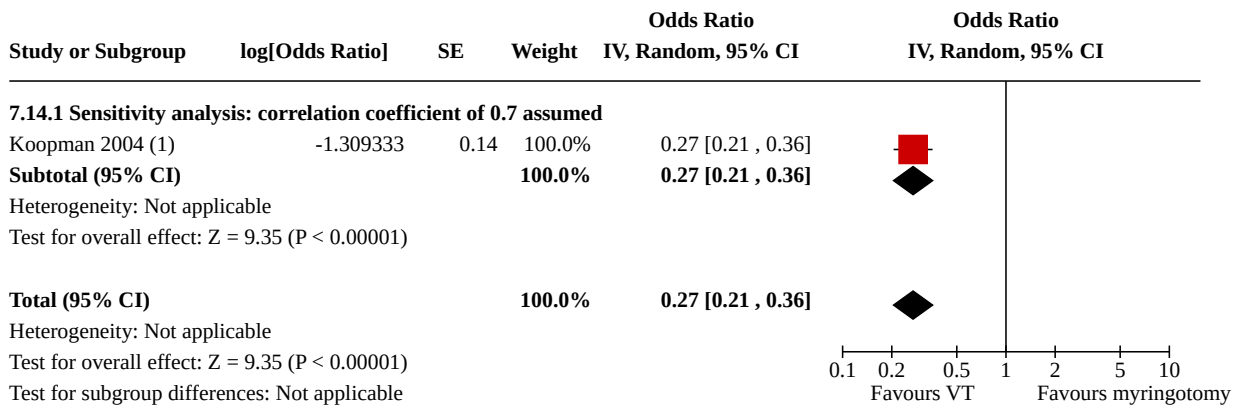 Odds Ratio Odds Ratio
Study or Subgroup log[Odds Ratio] SE Weight IV, Random, 95% CI IV, Random, 95% CI
7.14.1 Sensitivity analysis: correlation coefficient of 0.7 assumed
Koopman 2004 (1) -1.309333 0.14 100.0% 0.27 [0.21 , 0.36]
Subtotal (95% CI) 100.0% 0.27 [0.21 , 0.36]
Heterogeneity: Not applicable
Test for overall effect: Z = 9.35 (P < 0.00001)
Total (95% CI) 100.0% 0.27 [0.21 , 0.36]
Heterogeneity: Not applicable
Test for overall effect: Z = 9.35 (P < 0.00001)
0.1 0.2 0.5 1 2 5 10
Test for subgroup differences: Not applicable Favours VT Favours myringotomy